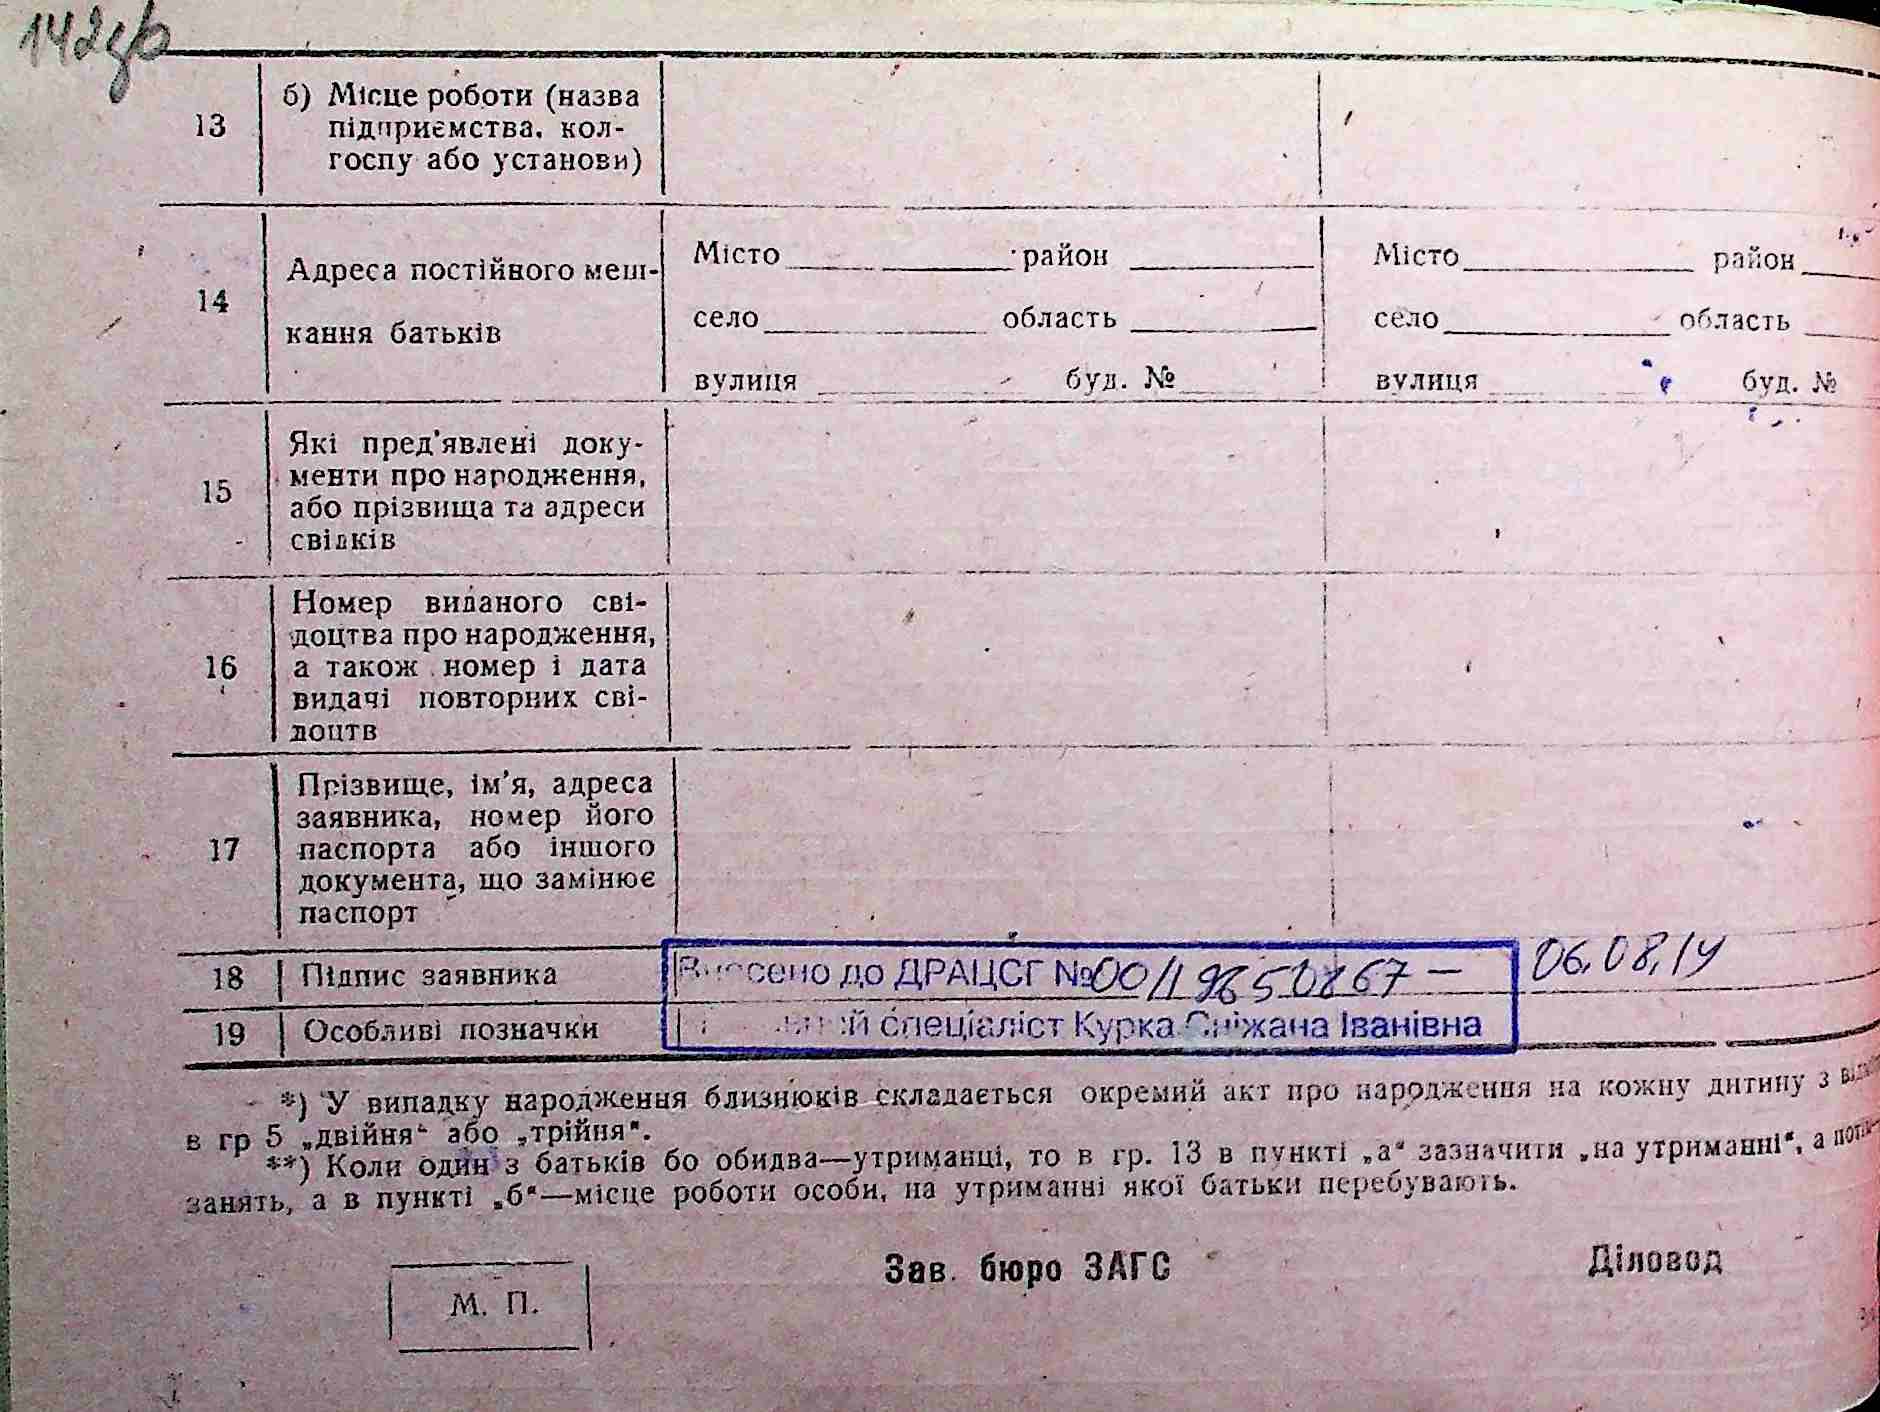 142зв
13
б) Місце роботи (назва
підприємства, кол-
госпу або установи)
14
Адреса постійного меш-
кання батьків
Місто район
село область
вулиця буд. №
Місто район
село область
вулиця буд. №
15
Які пред'явлені доку-
менти про народження,
або прізвища та адреси
свідків
16
Номер виданого сві-
доцтва про народження,
а також номер і дата
видачі повторних сві-
доцтв
17
Прізвище, ім'я, адреса
заявника, номер його
паспорта або іншого
документа, що замінює
паспорт
18 Підпис заявника
Внесено до ДРАЦСГ № 06.08.14
19 Особливі позначки
спеціаліст Курка Сніжана Іванівна
*) У випадку народження близнюків складається окремий акт про народження на кожну дитину з
в гр 5 „двійня“ або „трійня“.
**) Коли один з батьків бо обидва—утриманці, то в гр. 13 в пункті „а“ зазначити „на утриманні“, а
занять, а в пункті „б“—місце роботи особи, на утриманні якої батьки перебувають.
М. П.
Зав. бюро ЗАГС
Діловод